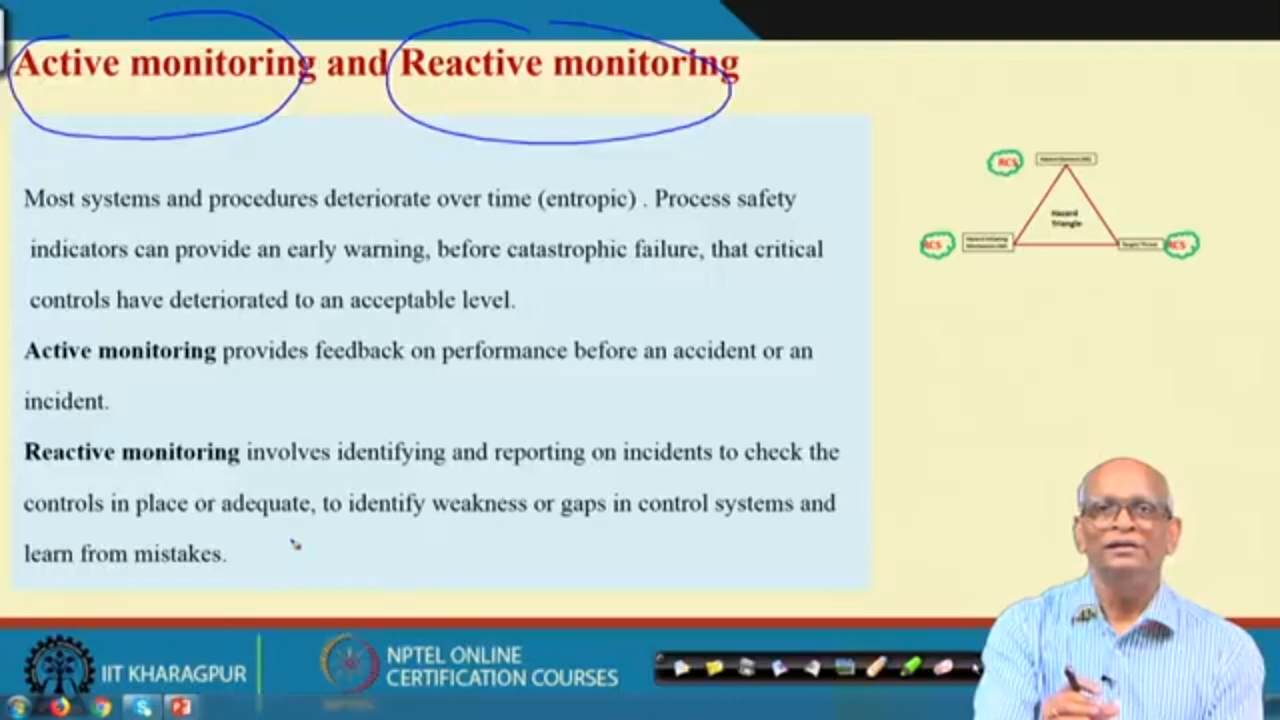 Active monitoring and Reactive monitoring
Most systems and procedures deteriorate over time (entropic) . Process safety
indicators can provide an early warning, before catastrophic failure, that critical
controls have deteriorated to an acceptable level.
Active monitoring provides feedback on performance before an accident or an
incident.
Reactive monitoring involves identifying and reporting on incidents to check the
controls in place or adequate, to identify weakness or gaps in control systems and
learn from mistakes.
RCS
Hazard
Triangle
RCS
RCS
IIT KHARAGPUR
NPTEL ONLINE
CERTIFICATION COURSES